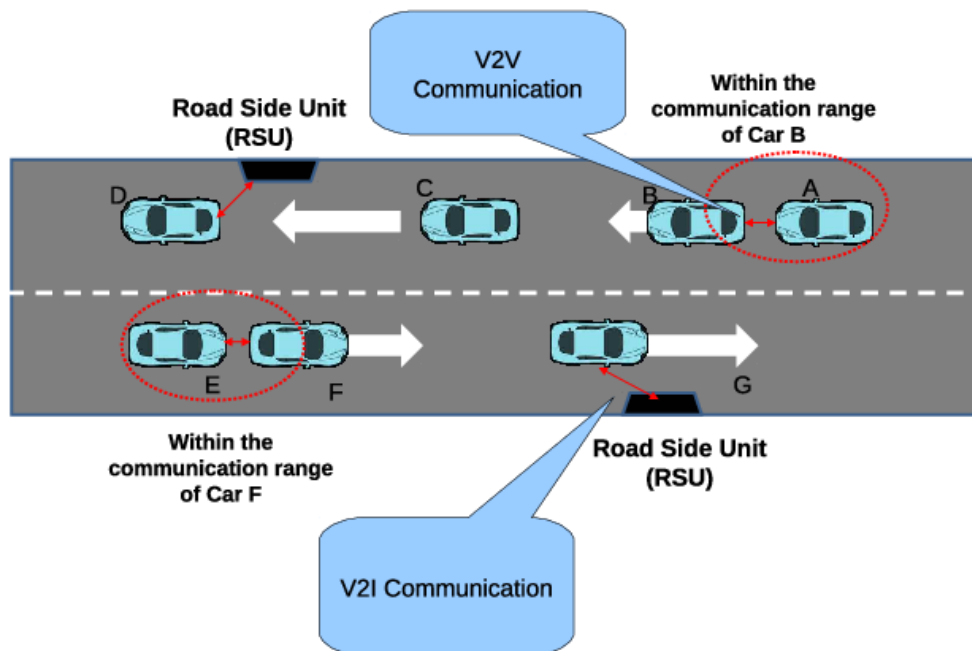 V2V
Communication
Within the
communication range
of Car B
Road Side Unit
(RSU)
D
C
B
A
E
F
G
Within the
communication range
of Car F
Road Side Unit
(RSU)
V2I Communication